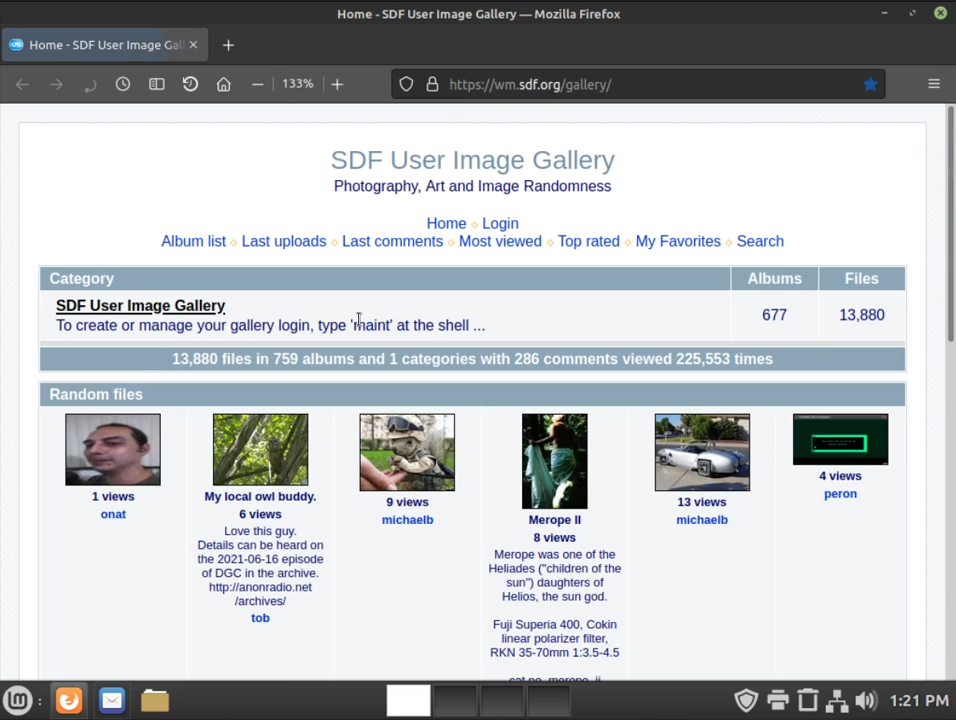 Home - SDF User Image Gallery — Mozilla Firefox
Home - SDF User Image Gal
133%
https://wm.sdf.org/gallery/
SDF User Image Gallery
Photography, Art and Image Randomness
Home Login
Album list Last uploads Last comments Most viewed Top rated My Favorites Search
Category Albums Files
SDF User Image Gallery
To create or manage your gallery login, type 'maint' at the shell ...
677 13,880
13,880 files in 759 albums and 1 categories with 286 comments viewed 225,553 times
Random files
1 views
onat
My local owl buddy.
6 views
Love this guy.
Details can be heard on
the 2021-06-16 episode
of DGC in the archive.
http://anonradio.net
/archives/
tob
9 views
michaelb
Merope II
8 views
Merope was one of the
Heliades ("children of the
sun") daughters of
Helios, the sun god.
Fuji Superia 400, Cokin
linear polarizer filter,
RKN 35-70mm 1:3.5-4.5
13 views
michaelb
4 views
peron
1:21 PM